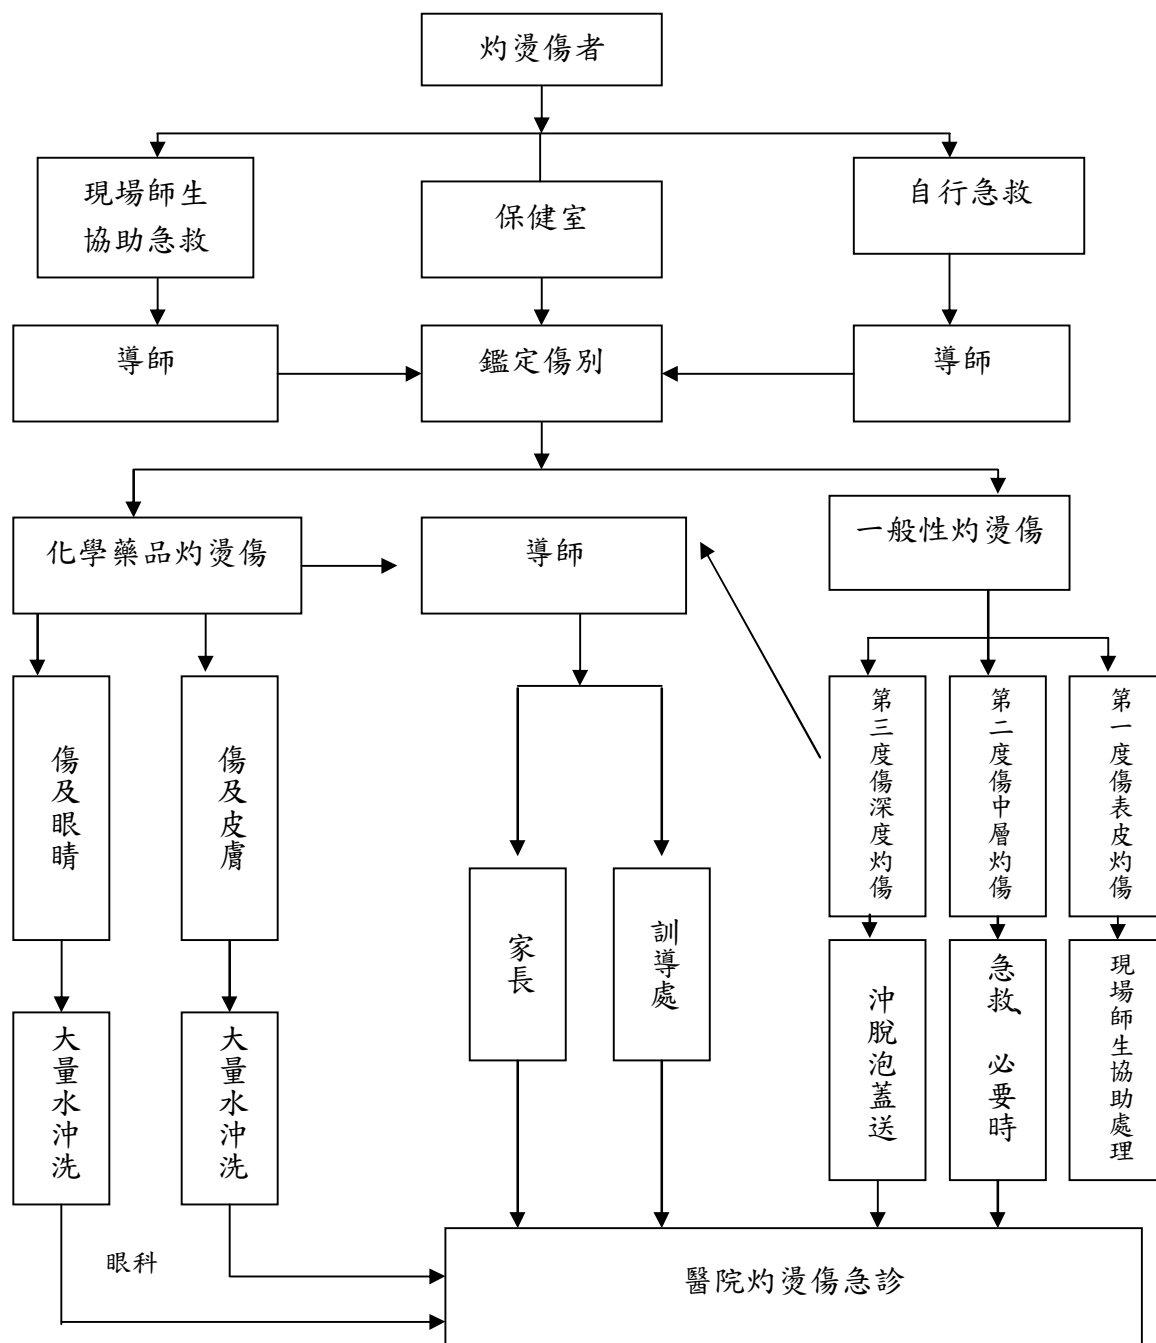 灼燙傷者
現場師生
協助急救
保健室
自行急救
導師
鑑定傷別
導師
化學藥品灼燙傷
導師
一般性灼燙傷
傷及眼睛
傷及皮膚
家長
訓導處
第三度傷深度灼傷
第二度傷中層灼傷
第一度傷表皮灼傷
大量水沖洗
大量水沖洗
沖脫泡蓋送
急救、必要時
現場師生協助處理
眼科
醫院灼燙傷急診